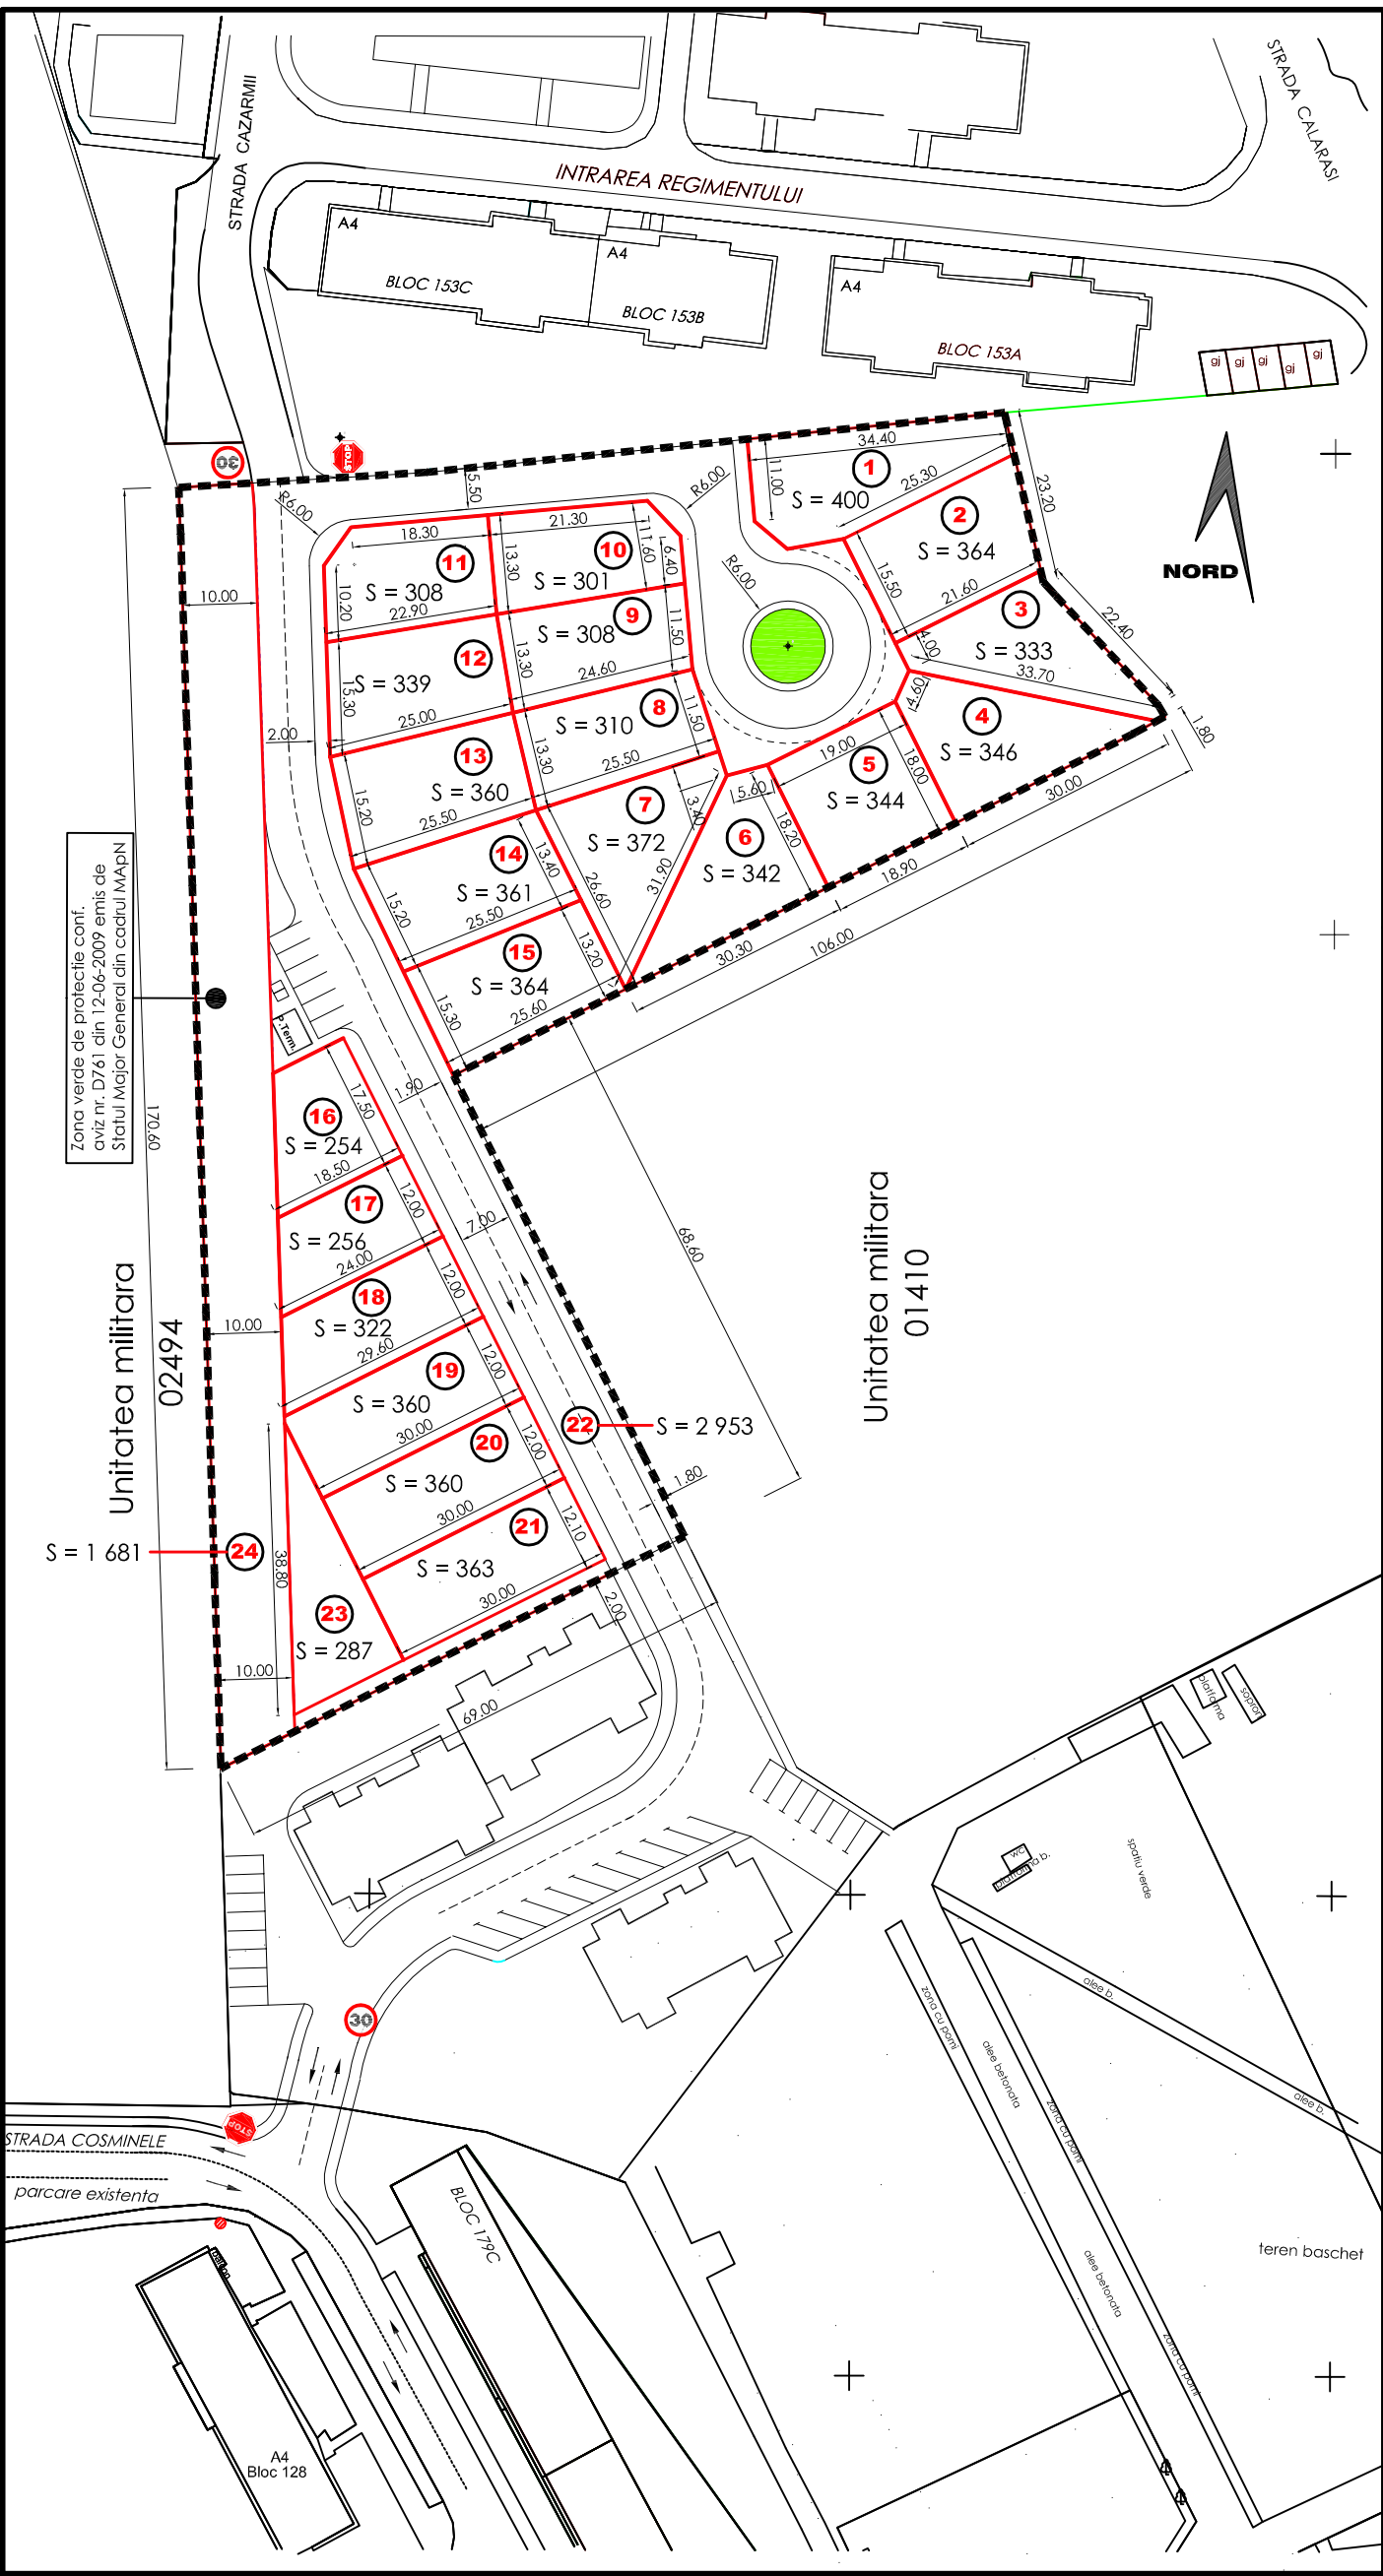 STRADA CALARASI
STRADA CAZARMII
INTRAREA REGIMENTULUI
A4
BLOC 153C
A4
BLOC 153B
A4
BLOC 153A
gj
gj
gj
gj
gj
30
STOP
NORD
R6.00
5.50
R6.00
R6.00
34.40
11.00
1
S = 400
25.30
23.20
2
S = 364
15.50
21.60
22.40
3
S = 333
4.00
33.70
1.80
4
S = 346
4.60
30.00
19.00
5
S = 344
18.00
18.90
15.60
6
S = 342
18.20
30.30
106.00
3.40
7
S = 372
31.90
26.60
8
S = 310
11.50
25.50
13.30
9
S = 308
11.50
24.60
13.30
21.30
10
S = 301
11.60
6.40
13.30
18.30
11
S = 308
10.20
22.90
12
S = 339
15.30
25.00
13
S = 360
15.20
25.50
14
S = 361
13.40
15.20
25.50
15
S = 364
13.20
15.30
25.60
10.00
2.00
Zona verde de protectie conf.
aviz nr. D761 din 12-06-2009 emis de
Statul Major General din cadrul MApN
170.60
P.Term.
1.90
16
S = 254
17.50
18.50
17
S = 256
12.00
24.00
7.00
68.60
18
S = 322
12.00
29.60
10.00
19
S = 360
12.00
30.00
20
S = 360
12.00
30.00
21
S = 363
12.10
30.00
22
S = 2 953
1.80
Unitatea militara
01410
Unitatea militara
02494
S = 1 681
24
38.80
23
S = 287
10.00
2.00
69.00
platforma
sopron
wc
platforma b.
spatiu verde
alee b.
alee b.
zona cu pomi
alee betonata
zona cu pomi
alee betonata
zona cu pomi
teren baschet
30
STOP
STRADA COSMINELE
parcare existenta
BLOC 179C
A4
Bloc 128